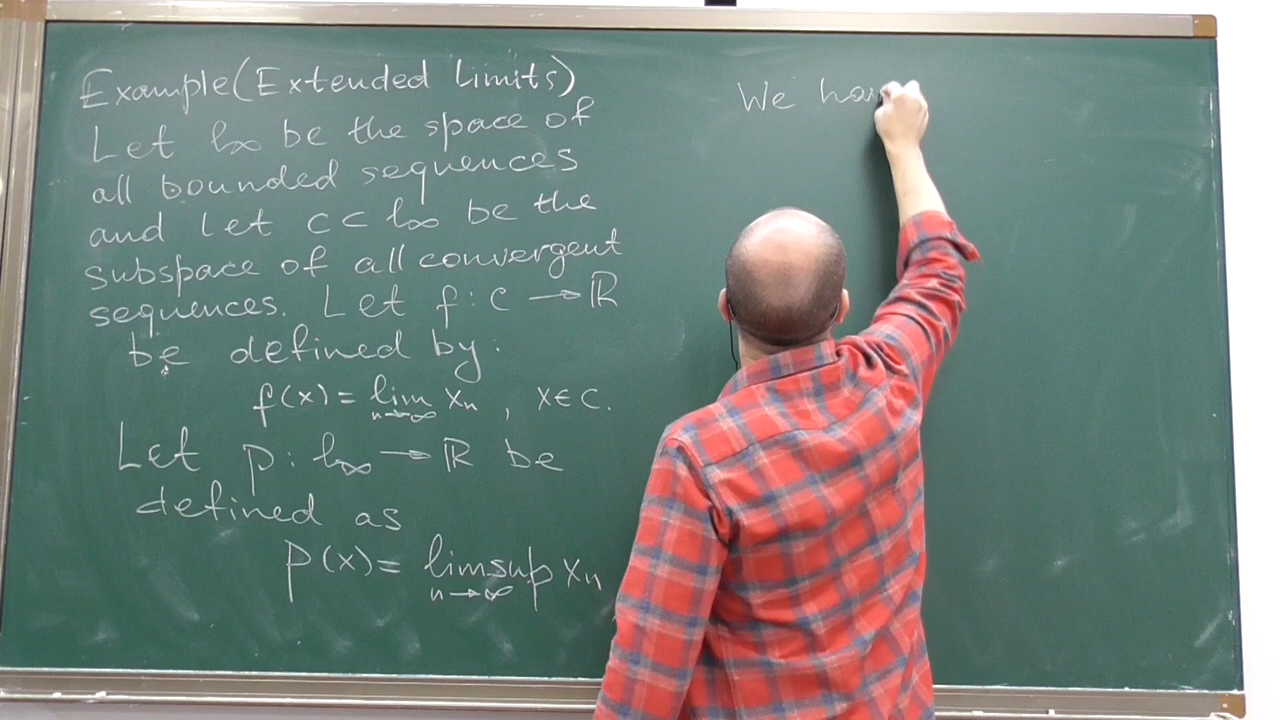 Example (Extended Limits)
Let l∞ be the space of
all bounded sequences
and let c ⊂ l∞ be the
subspace of all convergent
sequences. Let f : c → ℝ
be defined by:
f(x) = lim xₙ , x ∈ c.
n→∞
Let p : l∞ → ℝ be
defined as
p(x) = limsup xₙ
n→∞
We hav